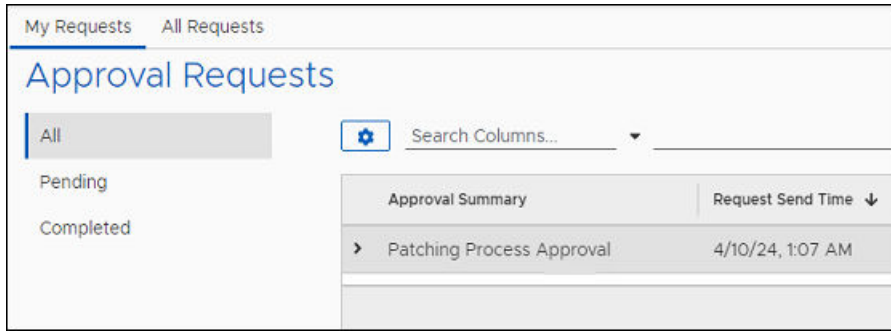 My Requests All Requests
Approval Requests
All
Pending
Completed
Search Columns...
Approval Summary Request Send Time
Patching Process Approval 4/10/24, 1:07 AM